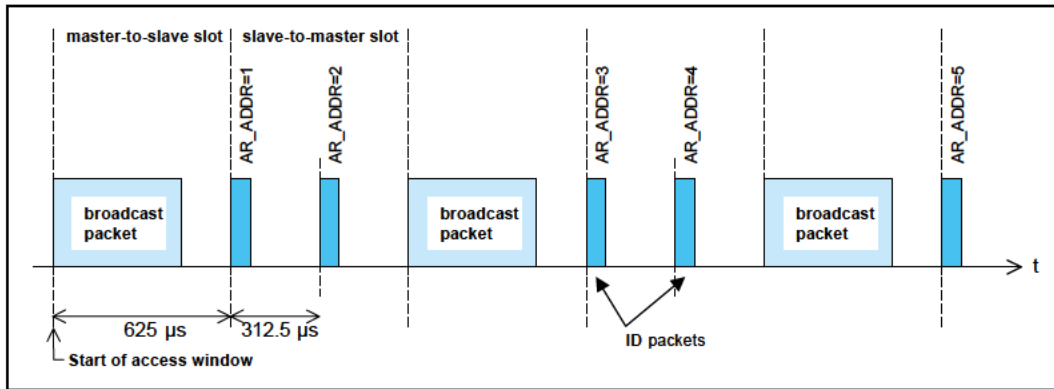 master-to-slave slot
slave-to-master slot
AR_ADDR=1
AR_ADDR=2
AR_ADDR=3
AR_ADDR=4
AR_ADDR=5
broadcast
packet
broadcast
packet
broadcast
packet
t
625 µs
312.5 µs
ID packets
Start of access window